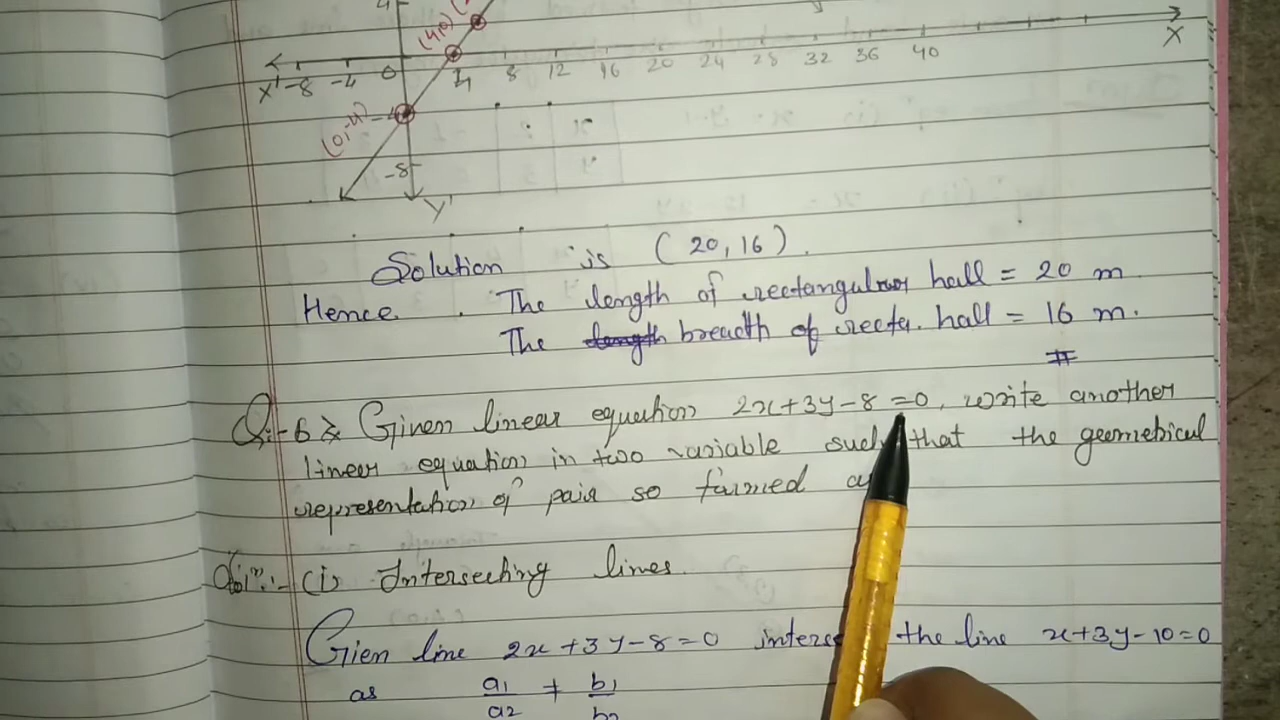 4
(4,0)
X' -8 -4 0 4 8 12 16 20 24 28 32 36 40 X
(0,-4) -4
-8
Y'
Solution is (20,16).
Hence. The length of rectangular hall = 20 m.
The length breadth of recta. hall = 16 m.
Q:-6 Given linear equation 2x+3y-8=0, write another
linear equation in two variable such that the geometrical
representation of pair so formed
Solⁿ:- (i) Intersecting lines.
Gien line 2x+3y-8=0 the line x+3y-10=0
as a₁/a₂ ≠ b₁/b₂